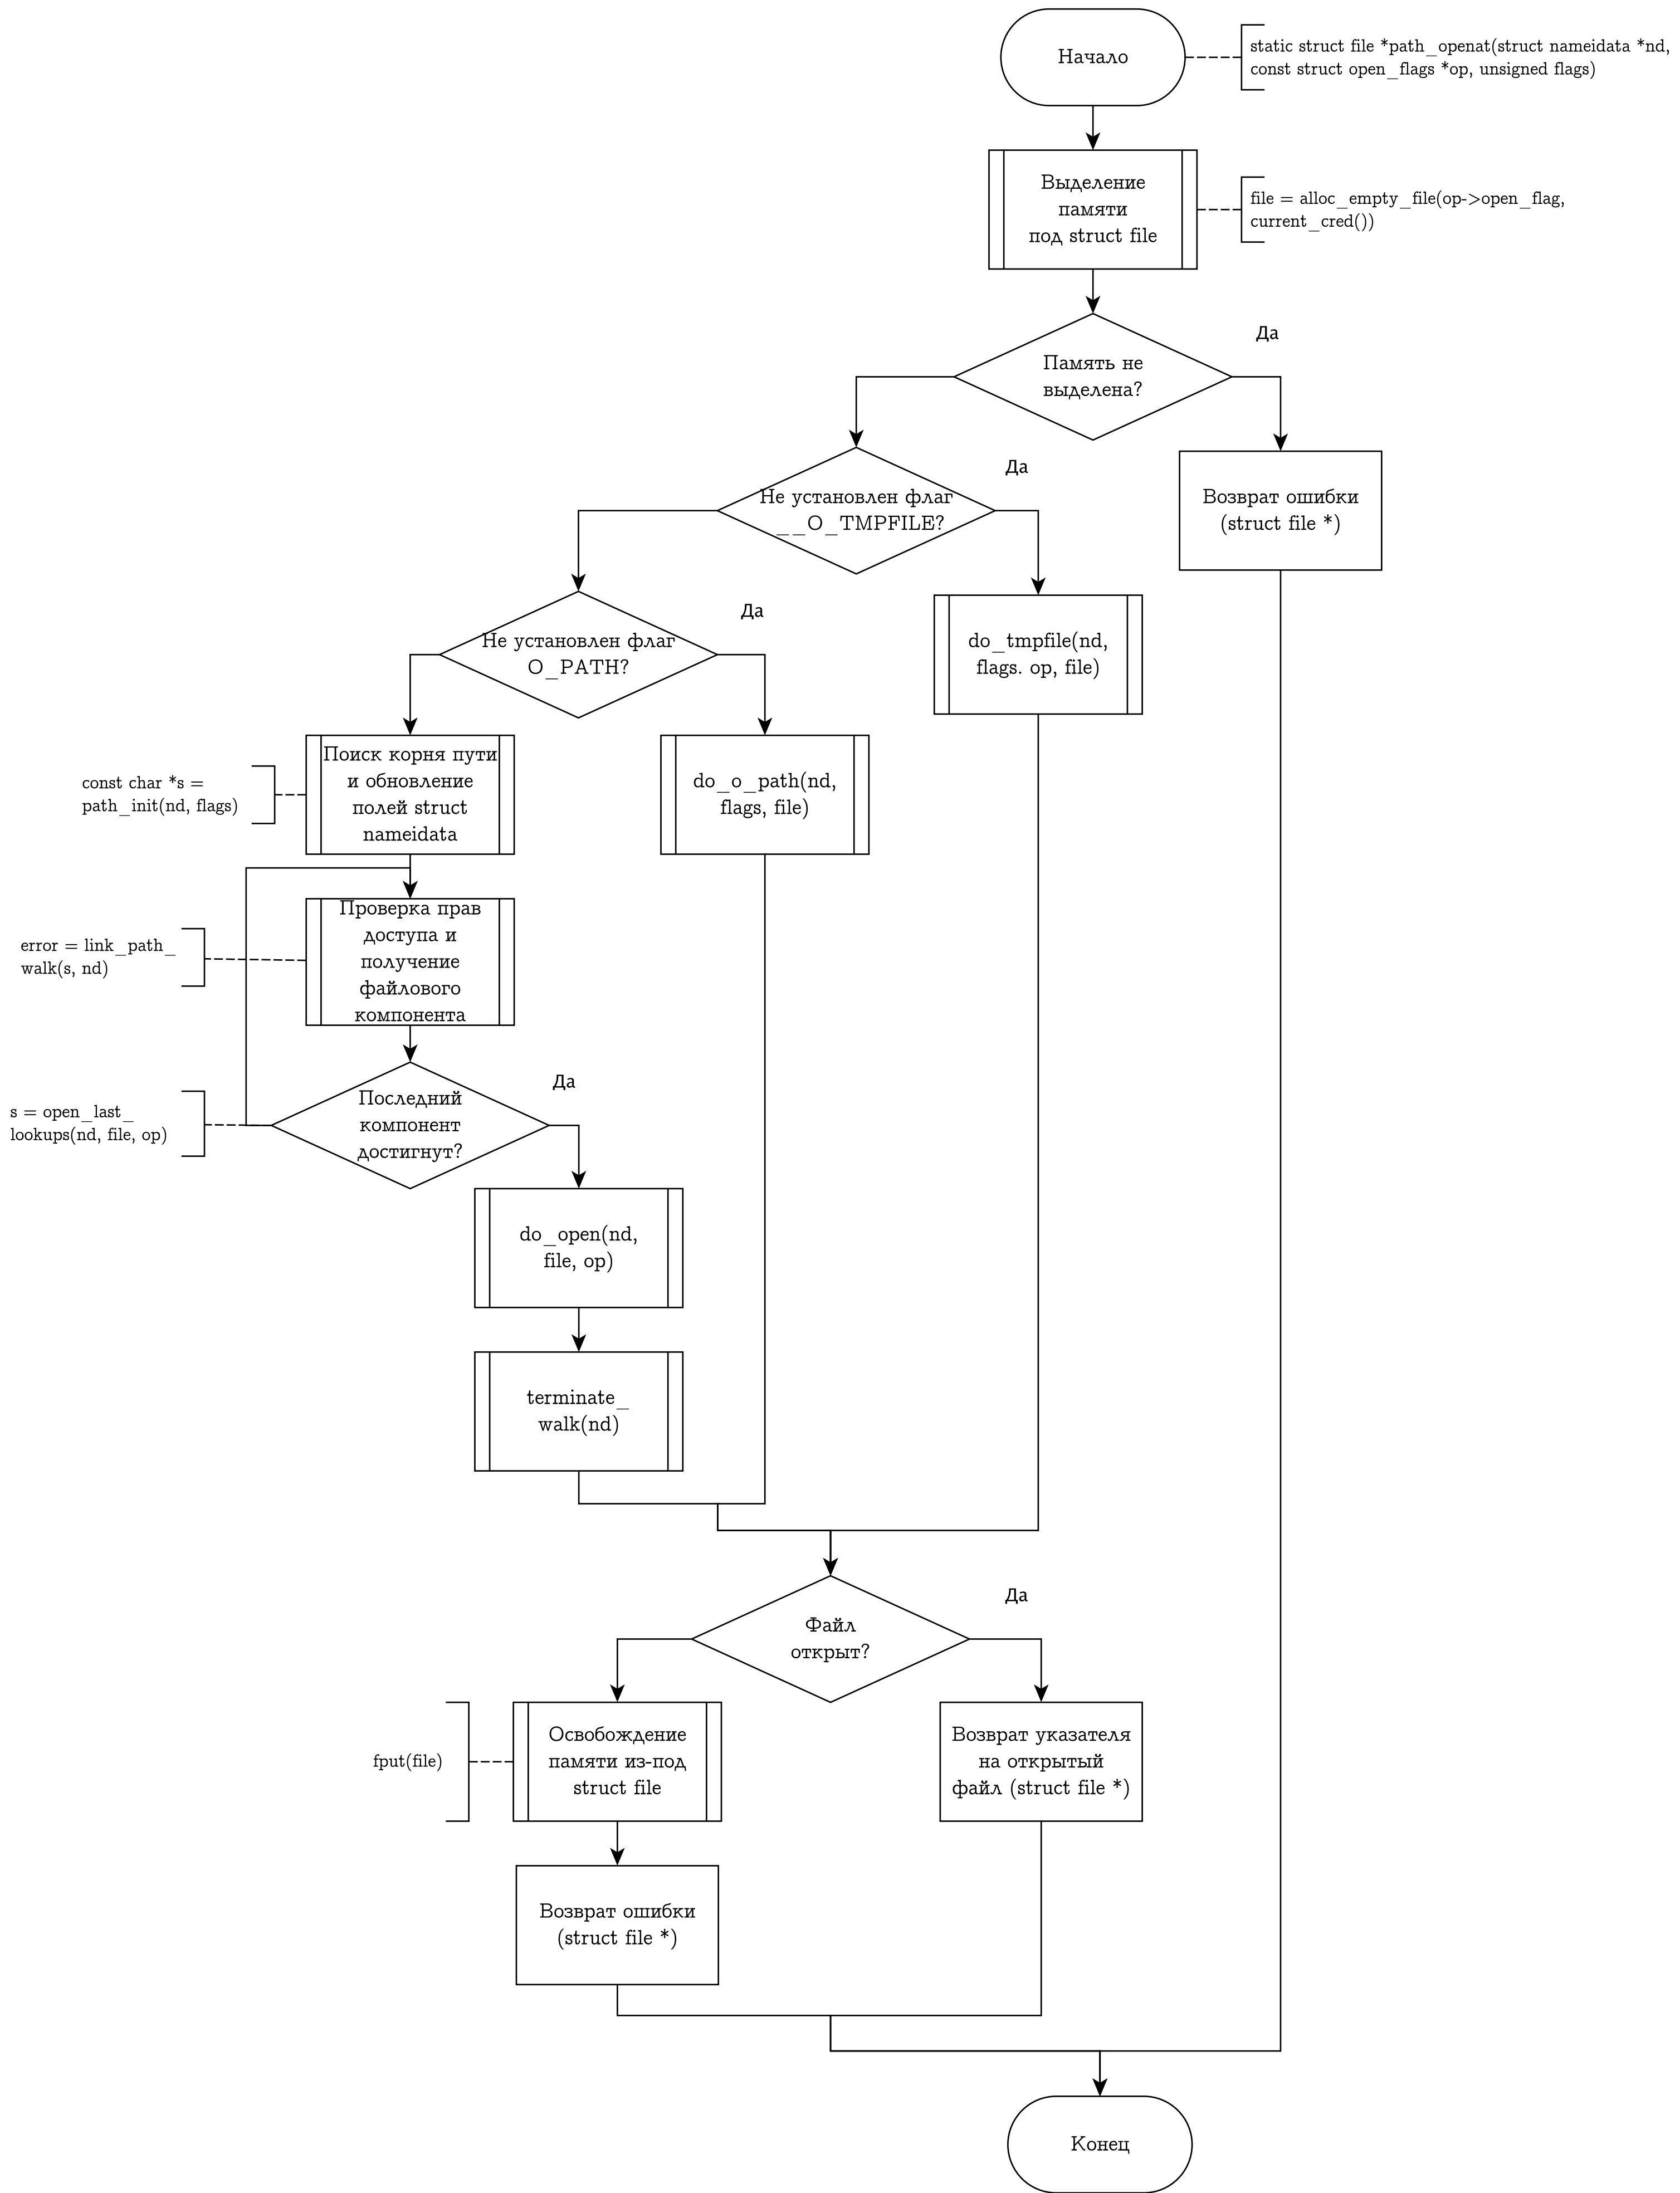 Начало
static struct file *path_openat(struct nameidata *nd,
const struct open_flags *op, unsigned flags)
Выделение
памяти
под struct file
file = alloc_empty_file(op->open_flag,
current_cred())
Память не
выделена?
Да
Возврат ошибки
(struct file *)
Не установлен флаг
__O_TMPFILE?
Да
do_tmpfile(nd,
flags. op, file)
Не установлен флаг
O_PATH?
Да
do_o_path(nd,
flags, file)
Поиск корня пути
и обновление
полей struct
nameidata
const char *s =
path_init(nd, flags)
Проверка прав
доступа и
получение
файлового
компонента
error = link_path_
walk(s, nd)
Последний
компонент
достигнут?
Да
s = open_last_
lookups(nd, file, op)
do_open(nd,
file, op)
terminate_
walk(nd)
Файл
открыт?
Да
Освобождение
памяти из-под
struct file
fput(file)
Возврат указателя
на открытый
файл (struct file *)
Возврат ошибки
(struct file *)
Конец